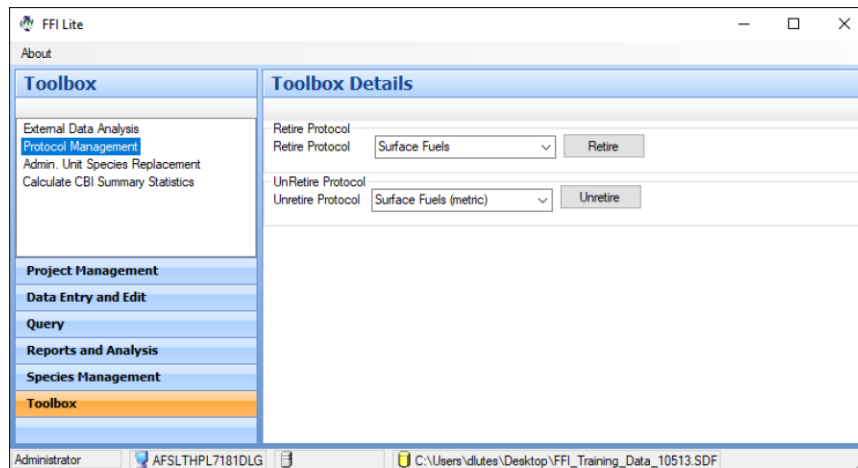 FFI Lite
About
Toolbox
External Data Analysis
Protocol Management
Admin. Unit Species Replacement
Calculate CBI Summary Statistics
Project Management
Data Entry and Edit
Query
Reports and Analysis
Species Management
Toolbox
Toolbox Details
Retire Protocol
Retire Protocol Surface Fuels Retire
UnRetire Protocol
Unretire Protocol Surface Fuels (metric) Unretire
Administrator AFSLTHPL7181DLG C:\Users\dlutes\Desktop\FFI_Training_Data_10513.SDF